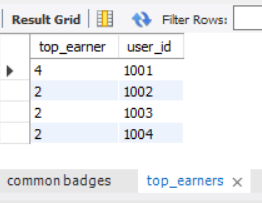 Result Grid Filter Rows:
top_earner user_id
4 1001
2 1002
2 1003
2 1004
common badges top_earners ×